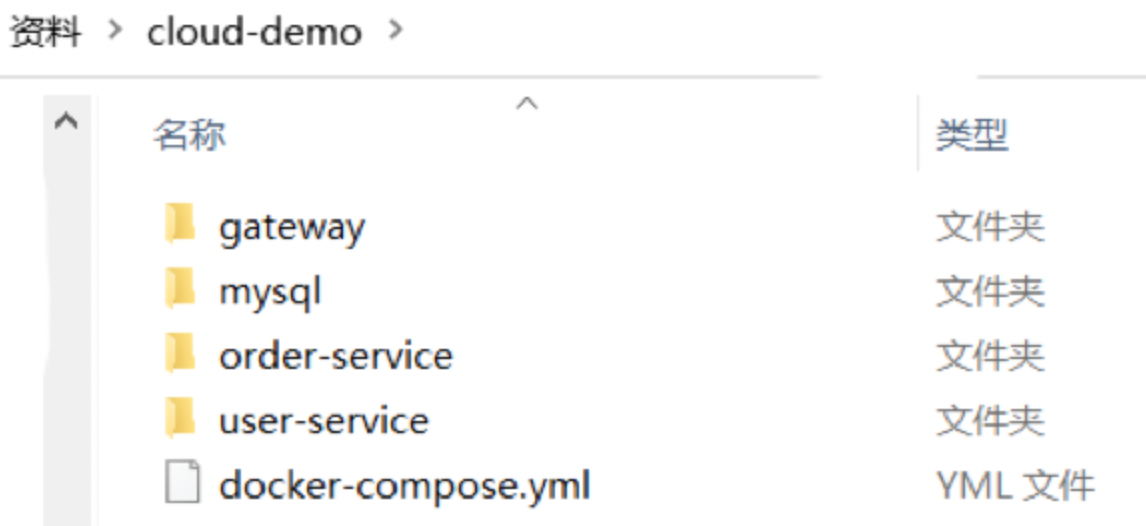 资料 > cloud-demo >
名称 类型
gateway 文件夹
mysql 文件夹
order-service 文件夹
user-service 文件夹
docker-compose.yml YML 文件